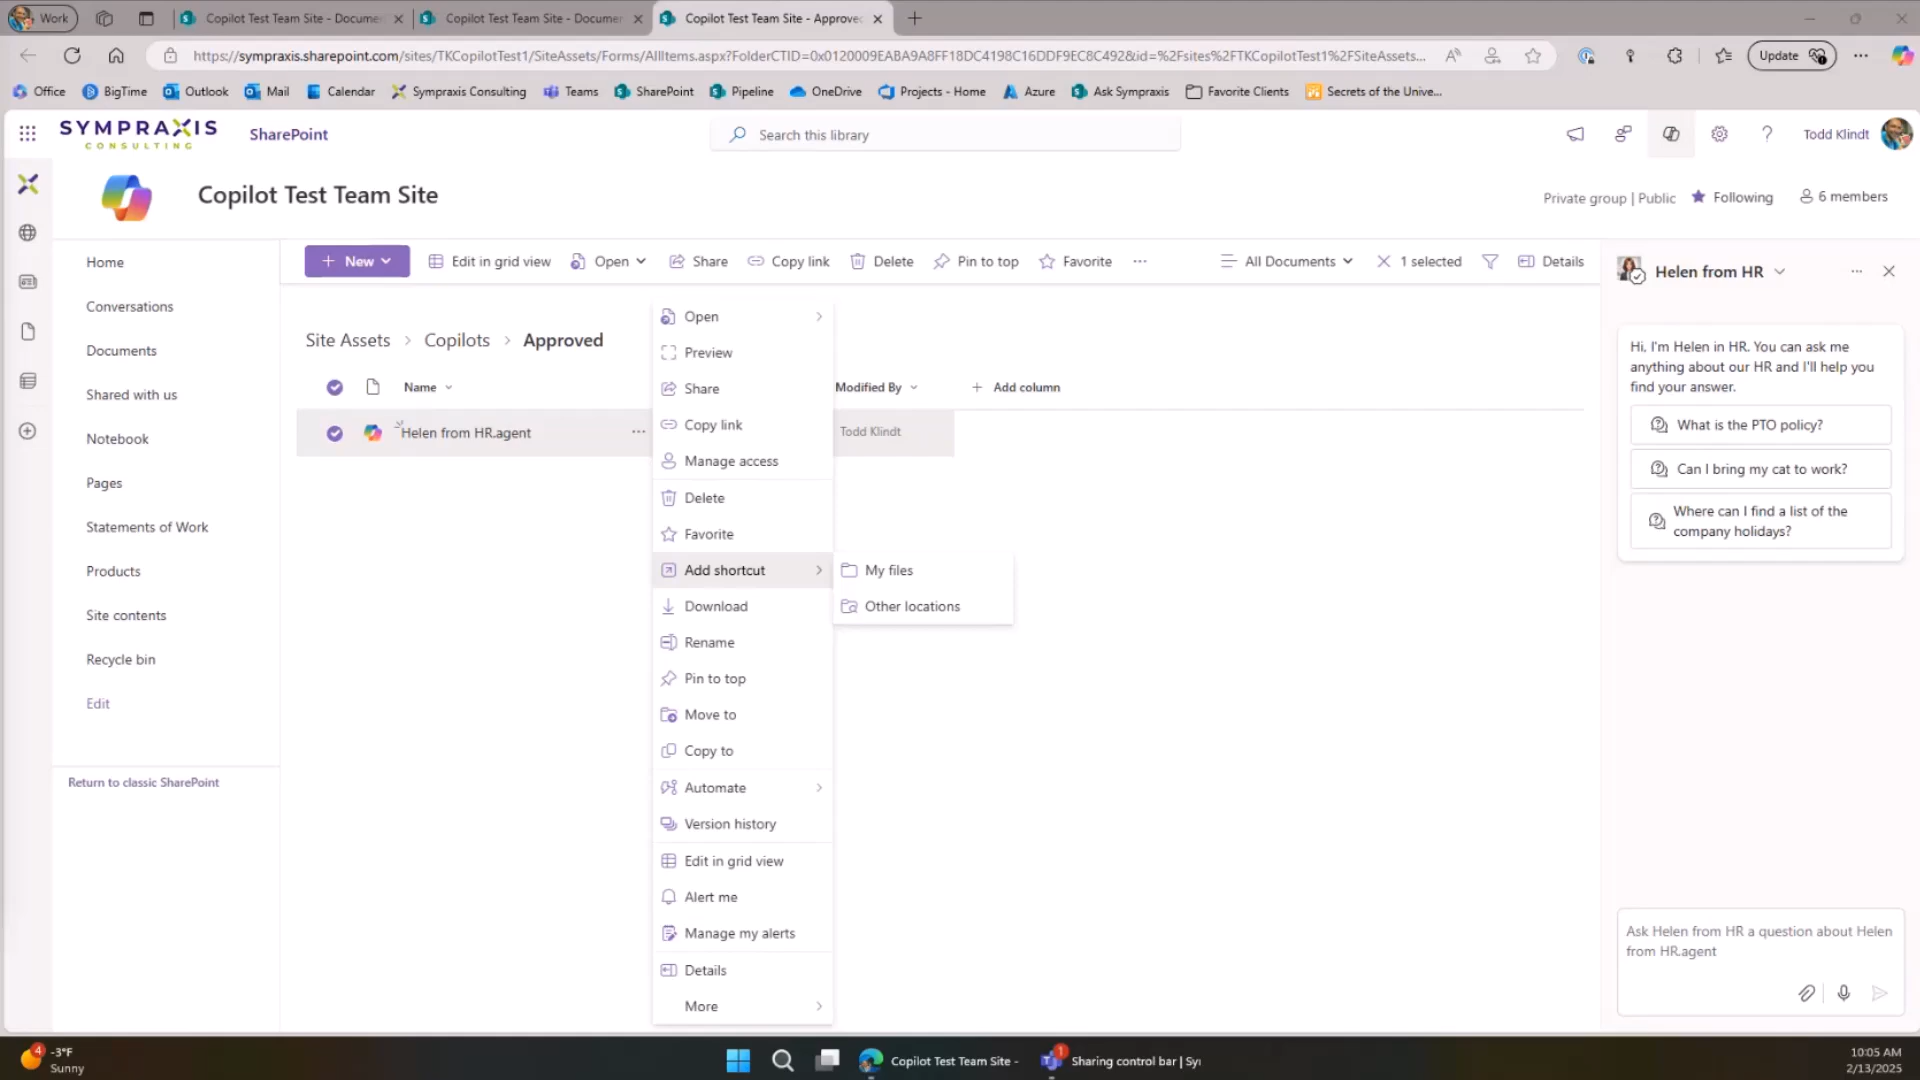 Work
Copilot Test Team Site - Docume
Copilot Test Team Site - Documen
Copilot Test Team Site - Approve
https://sympraxis.sharepoint.com/sites/TKCopilotTest1/SiteAssets/Forms/AllItems.aspx?FolderCTID=0x0120009EABA9A8FF18DC4198C16DDF9EC8C492&id=%2Fsites%2FTKCopilotTest1%2FSiteAssets...
Update
Office
BigTime
Outlook
Mail
Calendar
Sympraxis Consulting
Teams
SharePoint
Pipeline
OneDrive
Projects - Home
Azure
Ask Sympraxis
Favorite Clients
Secrets of the Unive...
SYMPRAXIS
CONSULTING
SharePoint
Search this library
Todd Klindt
Copilot Test Team Site
Private group | Public
Following
6 members
Home
Conversations
Documents
Shared with us
Notebook
Pages
Statements of Work
Products
Site contents
Recycle bin
Edit
Return to classic SharePoint
New
Edit in grid view
Open
Share
Copy link
Delete
Pin to top
Favorite
All Documents
1 selected
Details
Site Assets > Copilots > Approved
Name
Modified By
Add column
Helen from HR.agent
Todd Klindt
Open
Preview
Share
Copy link
Manage access
Delete
Favorite
Add shortcut
Download
Rename
Pin to top
Move to
Copy to
Automate
Version history
Edit in grid view
Alert me
Manage my alerts
Details
More
My files
Other locations
Helen from HR
Hi, I'm Helen in HR. You can ask me
anything about our HR and I'll help you
find your answer.
What is the PTO policy?
Can I bring my cat to work?
Where can I find a list of the
company holidays?
Ask Helen from HR a question about Helen
from HR.agent
4
-3°F
Sunny
Copilot Test Team Site -
1
Sharing control bar | Syi
10:05 AM
2/13/2025